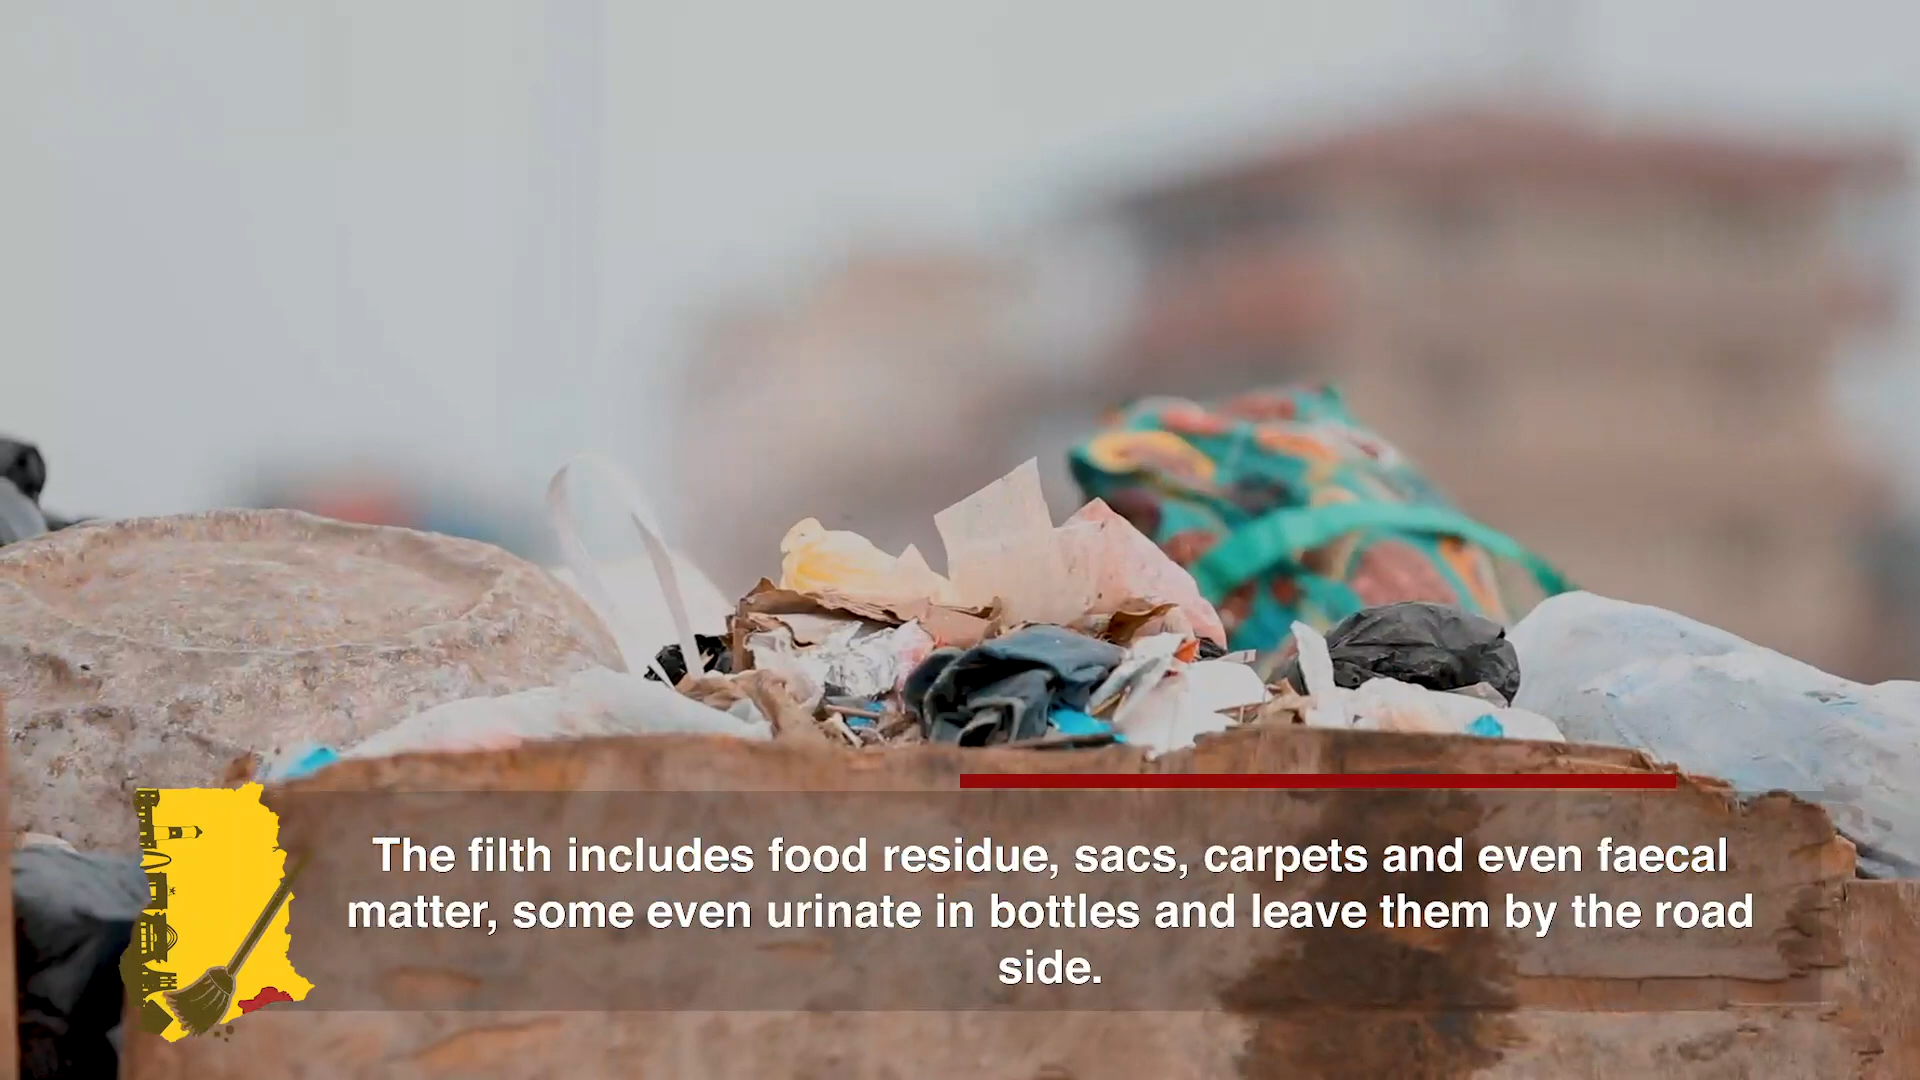 The filth includes food residue, sacs, carpets and even faecal
matter, some even urinate in bottles and leave them by the road
side.